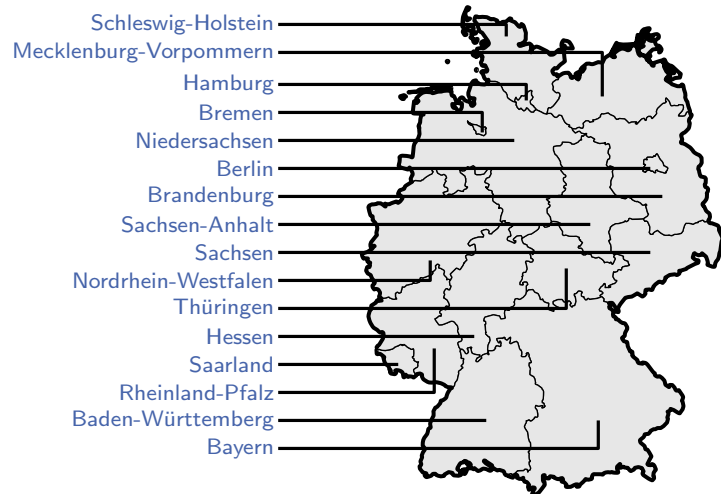 Schleswig-Holstein
Mecklenburg-Vorpommern
Hamburg
Bremen
Niedersachsen
Berlin
Brandenburg
Sachsen-Anhalt
Sachsen
Nordrhein-Westfalen
Thüringen
Hessen
Saarland
Rheinland-Pfalz
Baden-Württemberg
Bayern